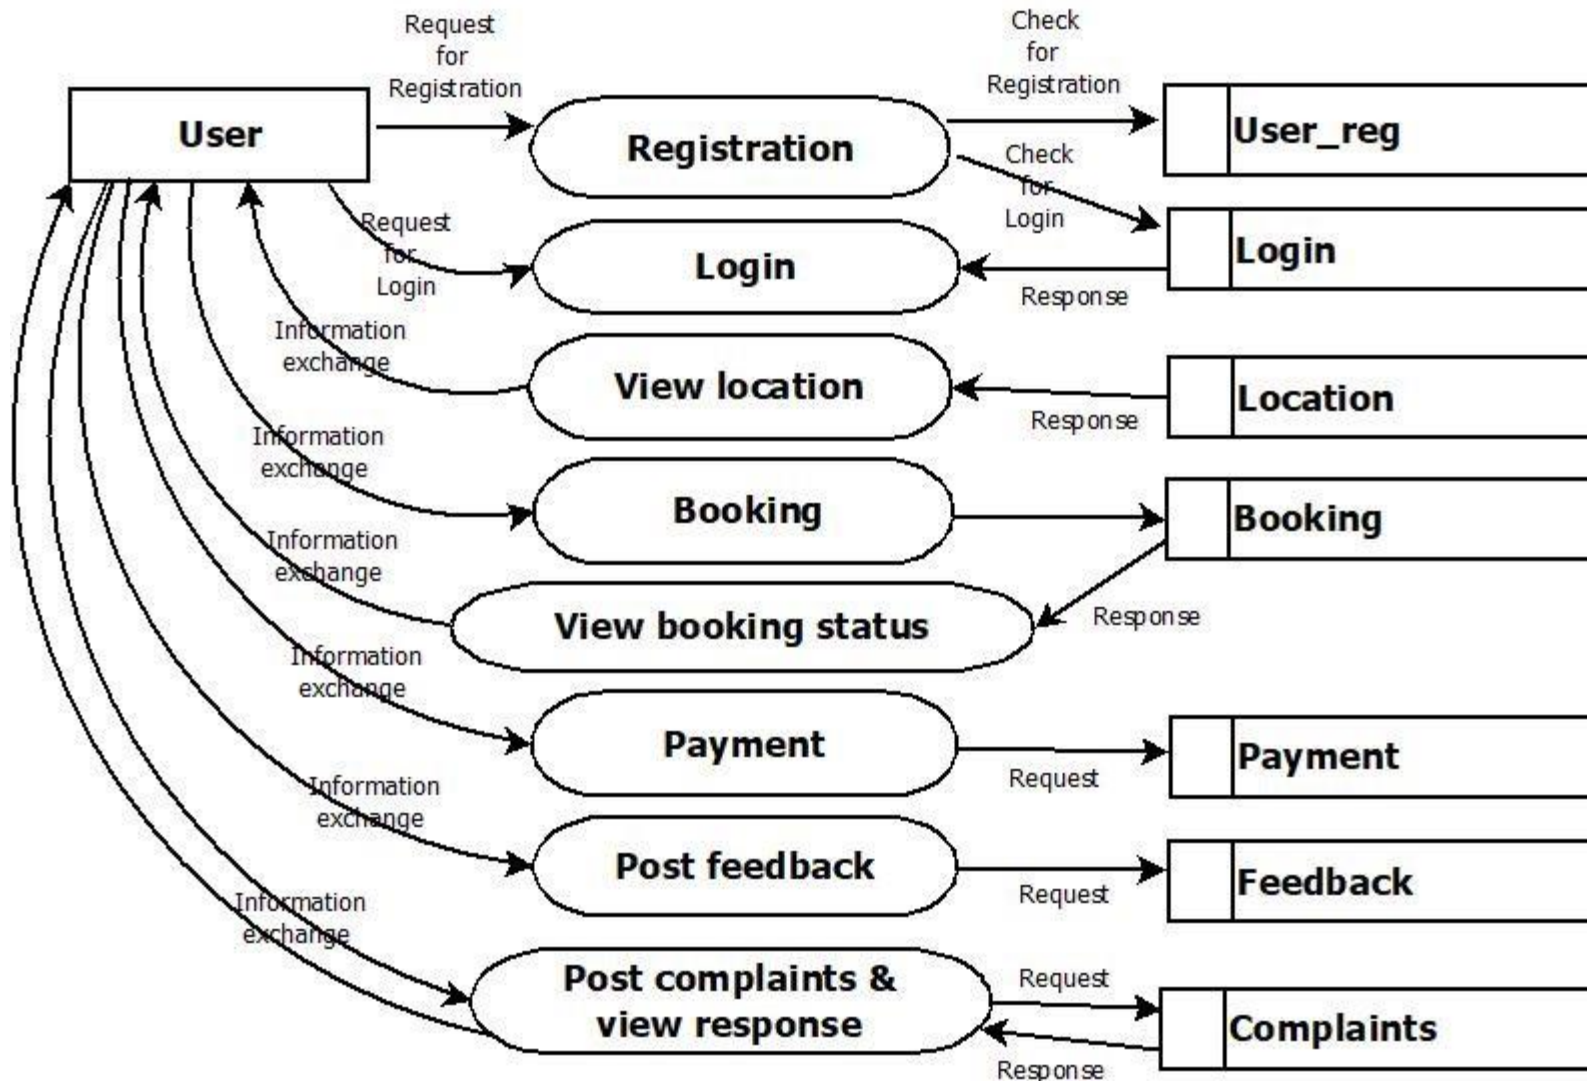 Request
for
Registration
Check
for
Registration
User
Registration
User_reg
Check
for
Login
Request
for
Login
Login
Login
Response
Information
exchange
View location
Location
Response
Information
exchange
Booking
Booking
Information
exchange
View booking status
Response
Information
exchange
Payment
Payment
Request
Information
exchange
Post feedback
Feedback
Request
Information
exchange
Post complaints &
view response
Request
Complaints
Response